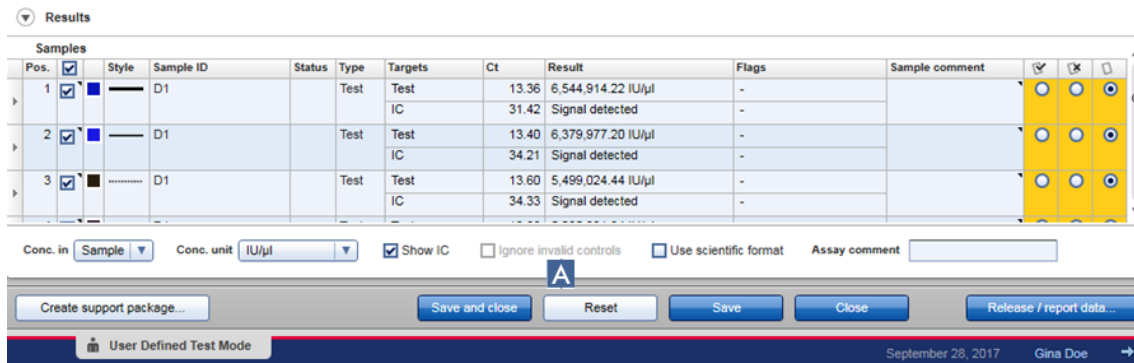 Results
Samples
Pos. Style Sample ID Status Type Targets Ct Result Flags Sample comment
1 D1 Test Test 13.36 6,544,914.22 IU/µl -
IC 31.42 Signal detected -
2 D1 Test Test 13.40 6,379,977.20 IU/µl -
IC 34.21 Signal detected -
3 D1 Test Test 13.60 5,499,024.44 IU/µl -
IC 34.33 Signal detected -
Conc. in Sample Conc. unit IU/µl Show IC Ignore invalid controls Use scientific format Assay comment
A
Create support package... Save and close Reset Save Close Release / report data...
User Defined Test Mode
September 28, 2017 Gina Doe